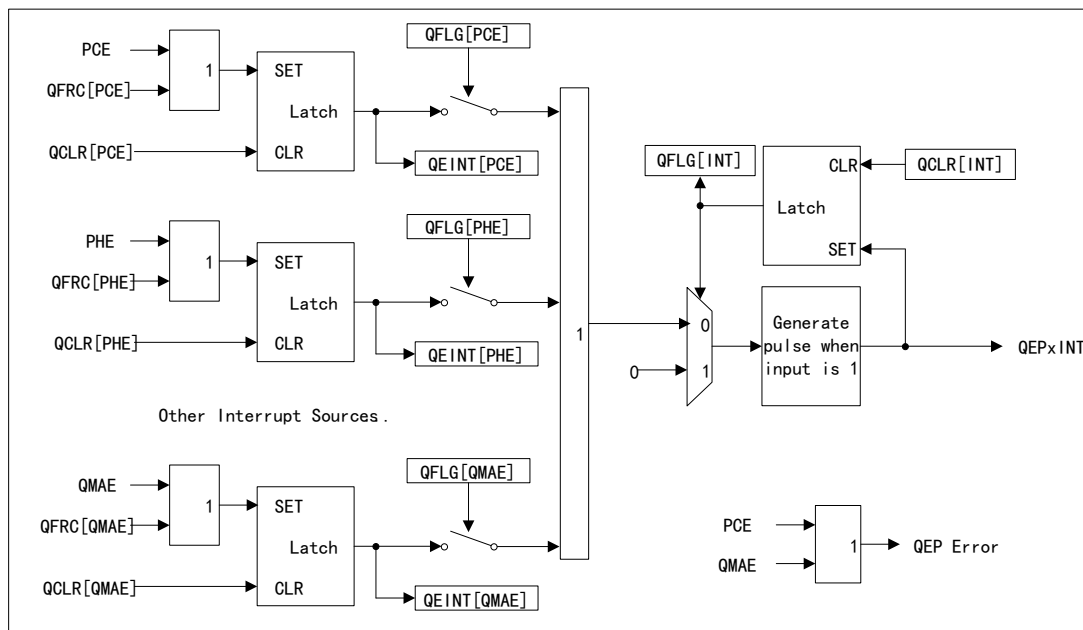 PCE
QFRC[PCE]
1
SET
Latch
CLR
QCLR[PCE]
QFLG[PCE]
QEINT[PCE]
PHE
QFRC[PHE]
1
SET
Latch
CLR
QCLR[PHE]
QFLG[PHE]
QEINT[PHE]
Other Interrupt Sources..
QMAE
QFRC[QMAE]
1
SET
Latch
CLR
QCLR[QMAE]
QFLG[QMAE]
QEINT[QMAE]
1
QFLG[INT]
CLR
Latch
SET
QCLR[INT]
0
1
0
Generate
pulse when
input is 1
QEPxINT
PCE
QMAE
1
QEP Error